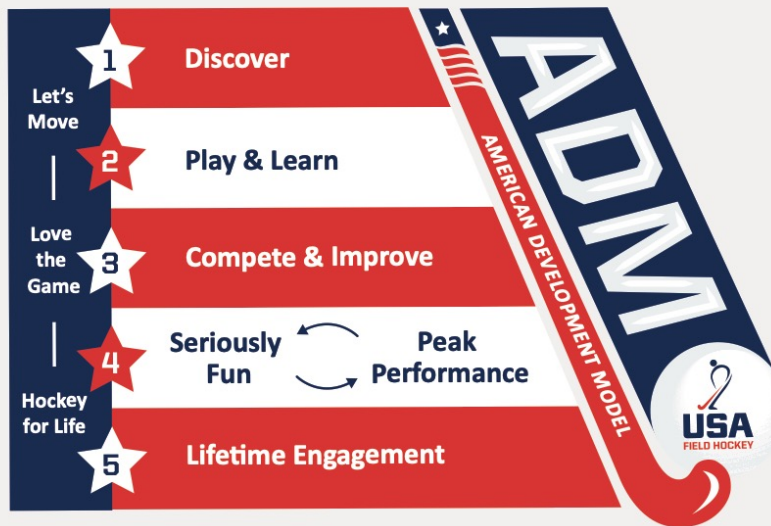 Let's
Move
Love
the
Game
Hockey
for Life
1
Discover
2
Play & Learn
3
Compete & Improve
4
Seriously
Fun
Peak
Performance
5
Lifetime Engagement
AMERICAN DEVELOPMENT MODEL
ADM
USA
FIELD HOCKEY